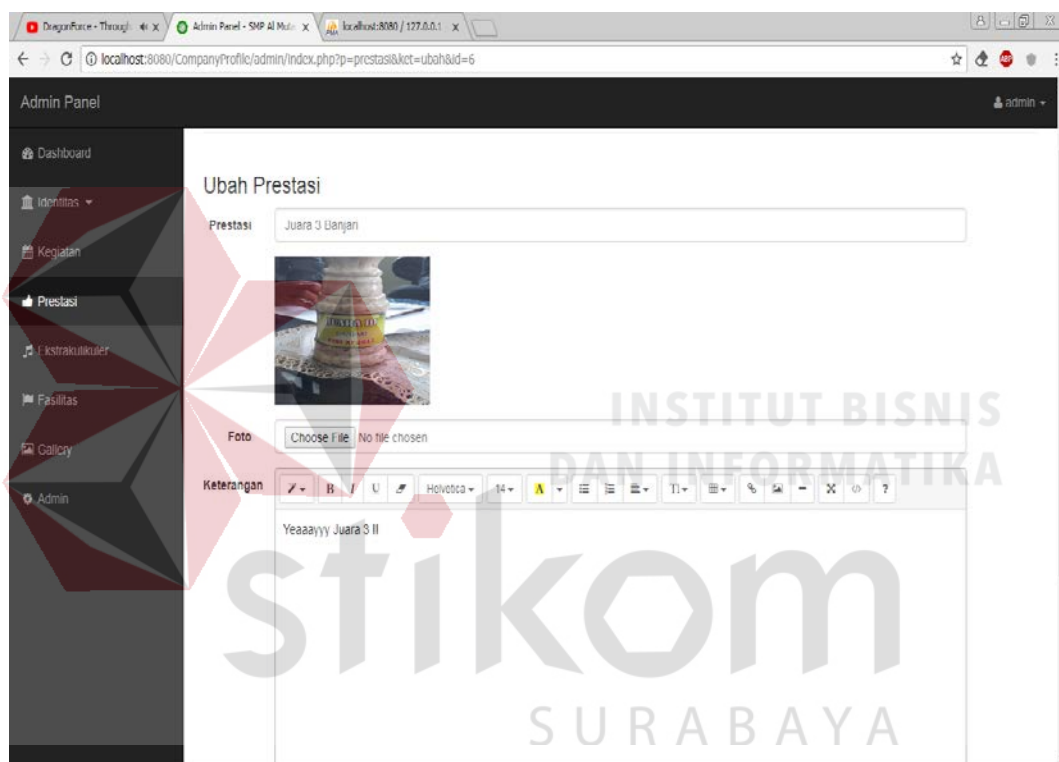 DragonForce - Through
Admin Panel - SMP Al Muta
localhost:8080 / 127.0.0.1
localhost:8080/CompanyProfile/admin/index.php?p=prestasi&ket=ubah&id=6
Admin Panel
admin
Dashboard
Identitas
Kegiatan
Prestasi
Ekstrakulikuler
Fasilitas
Gallery
Admin
Ubah Prestasi
Prestasi
Juara 3 Banjari
Foto
Choose File No file chosen
Keterangan
B I U Helvetica 14 A TI ?
Yeaaayyy Juara 3 !!
INSTITUT BISNIS
DAN INFORMATIKA
stikom
SURABAYA